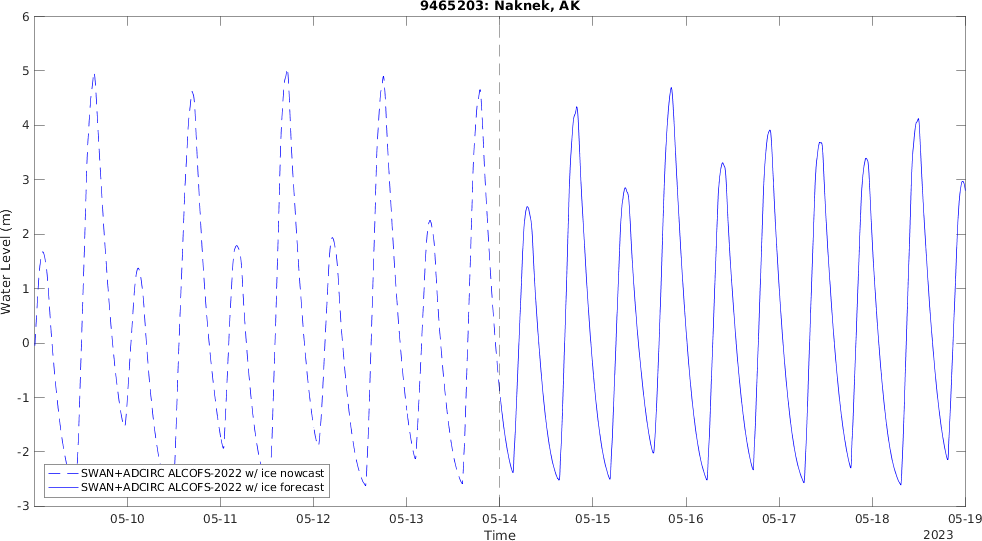 9465203: Naknek, AK
6
5
4
3
2
1
0
-1
-2
-3
Water Level (m)
SWAN+ADCIRC ALCOFS-2022 w/ ice nowcast
SWAN+ADCIRC ALCOFS-2022 w/ ice forecast
05-10 05-11 05-12 05-13 05-14 05-15 05-16 05-17 05-18 05-19
Time
2023